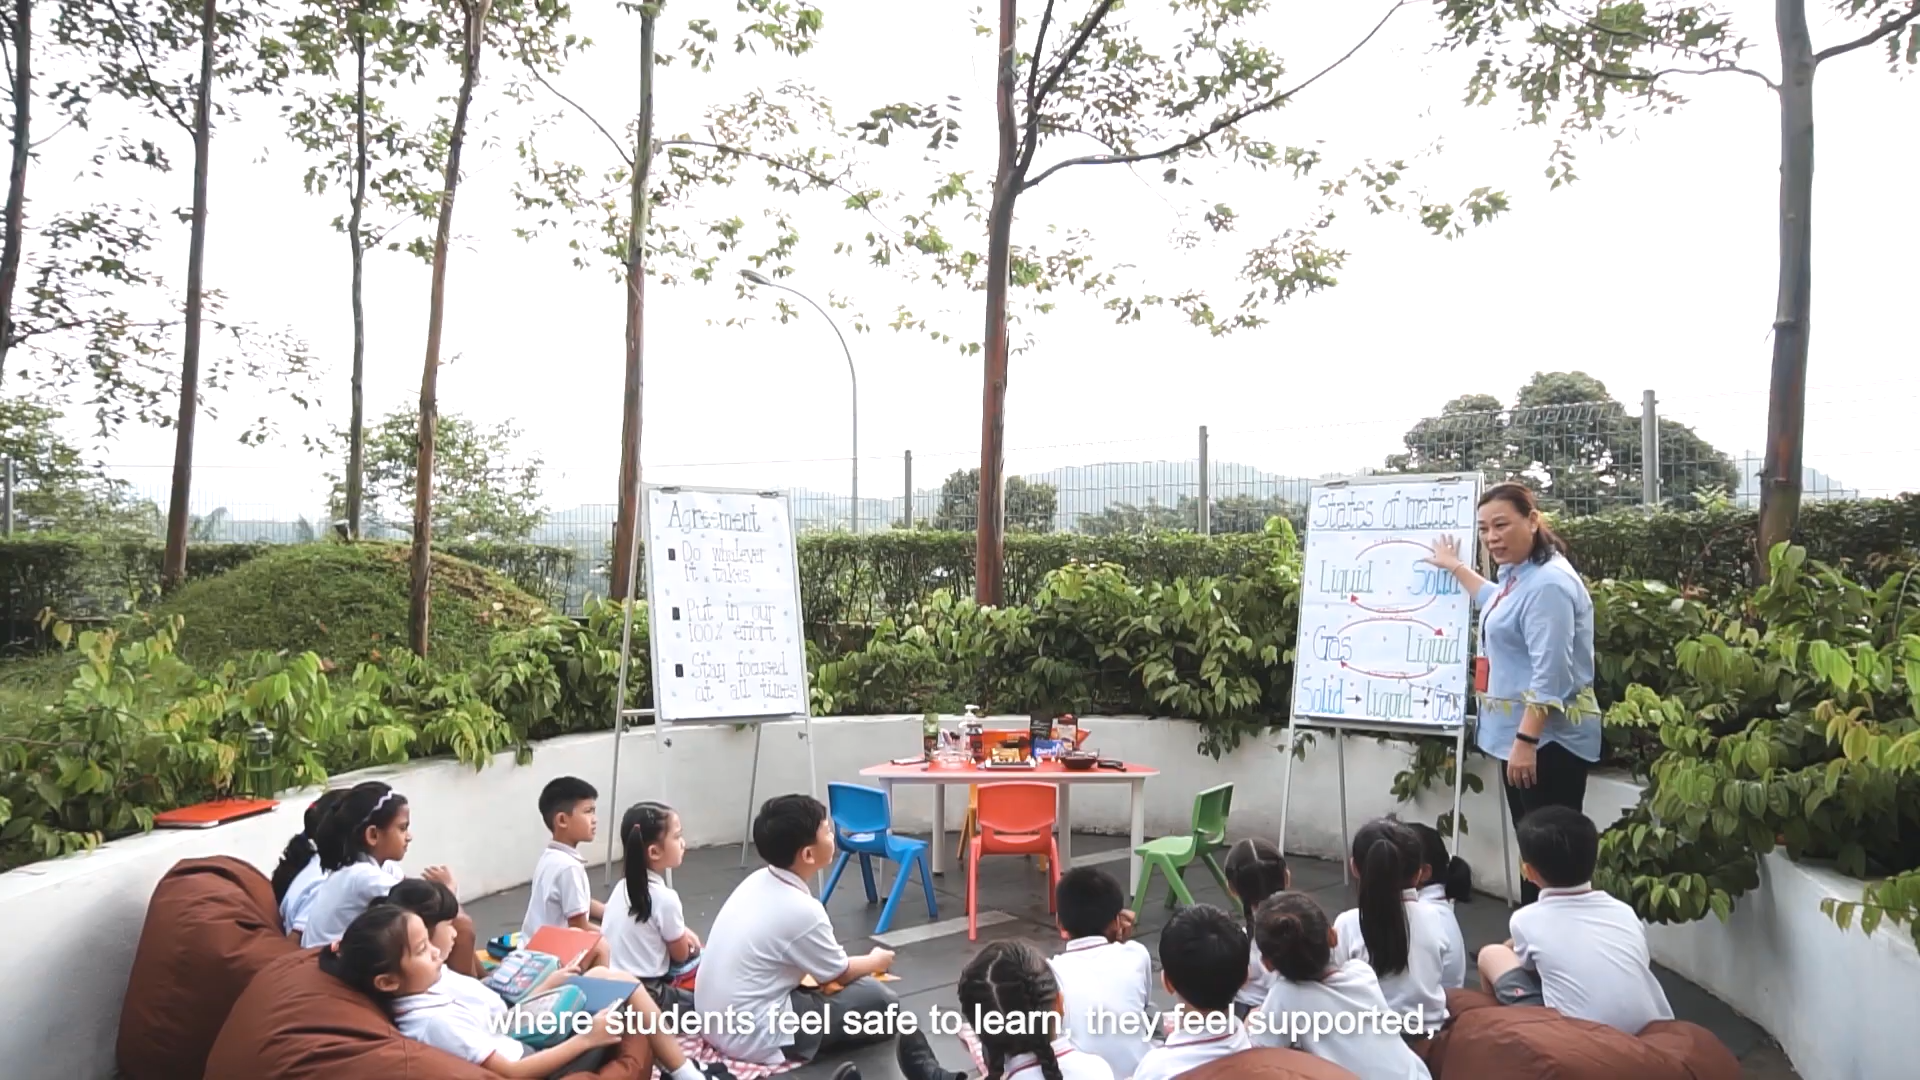 Agreement
Do whatever
it takes
Put in our
100% effort
Stay focused
at all times
States of matter
Liquid Solid
Gas Liquid
Solid → Liquid → Gas
where students feel safe to learn, they feel supported,